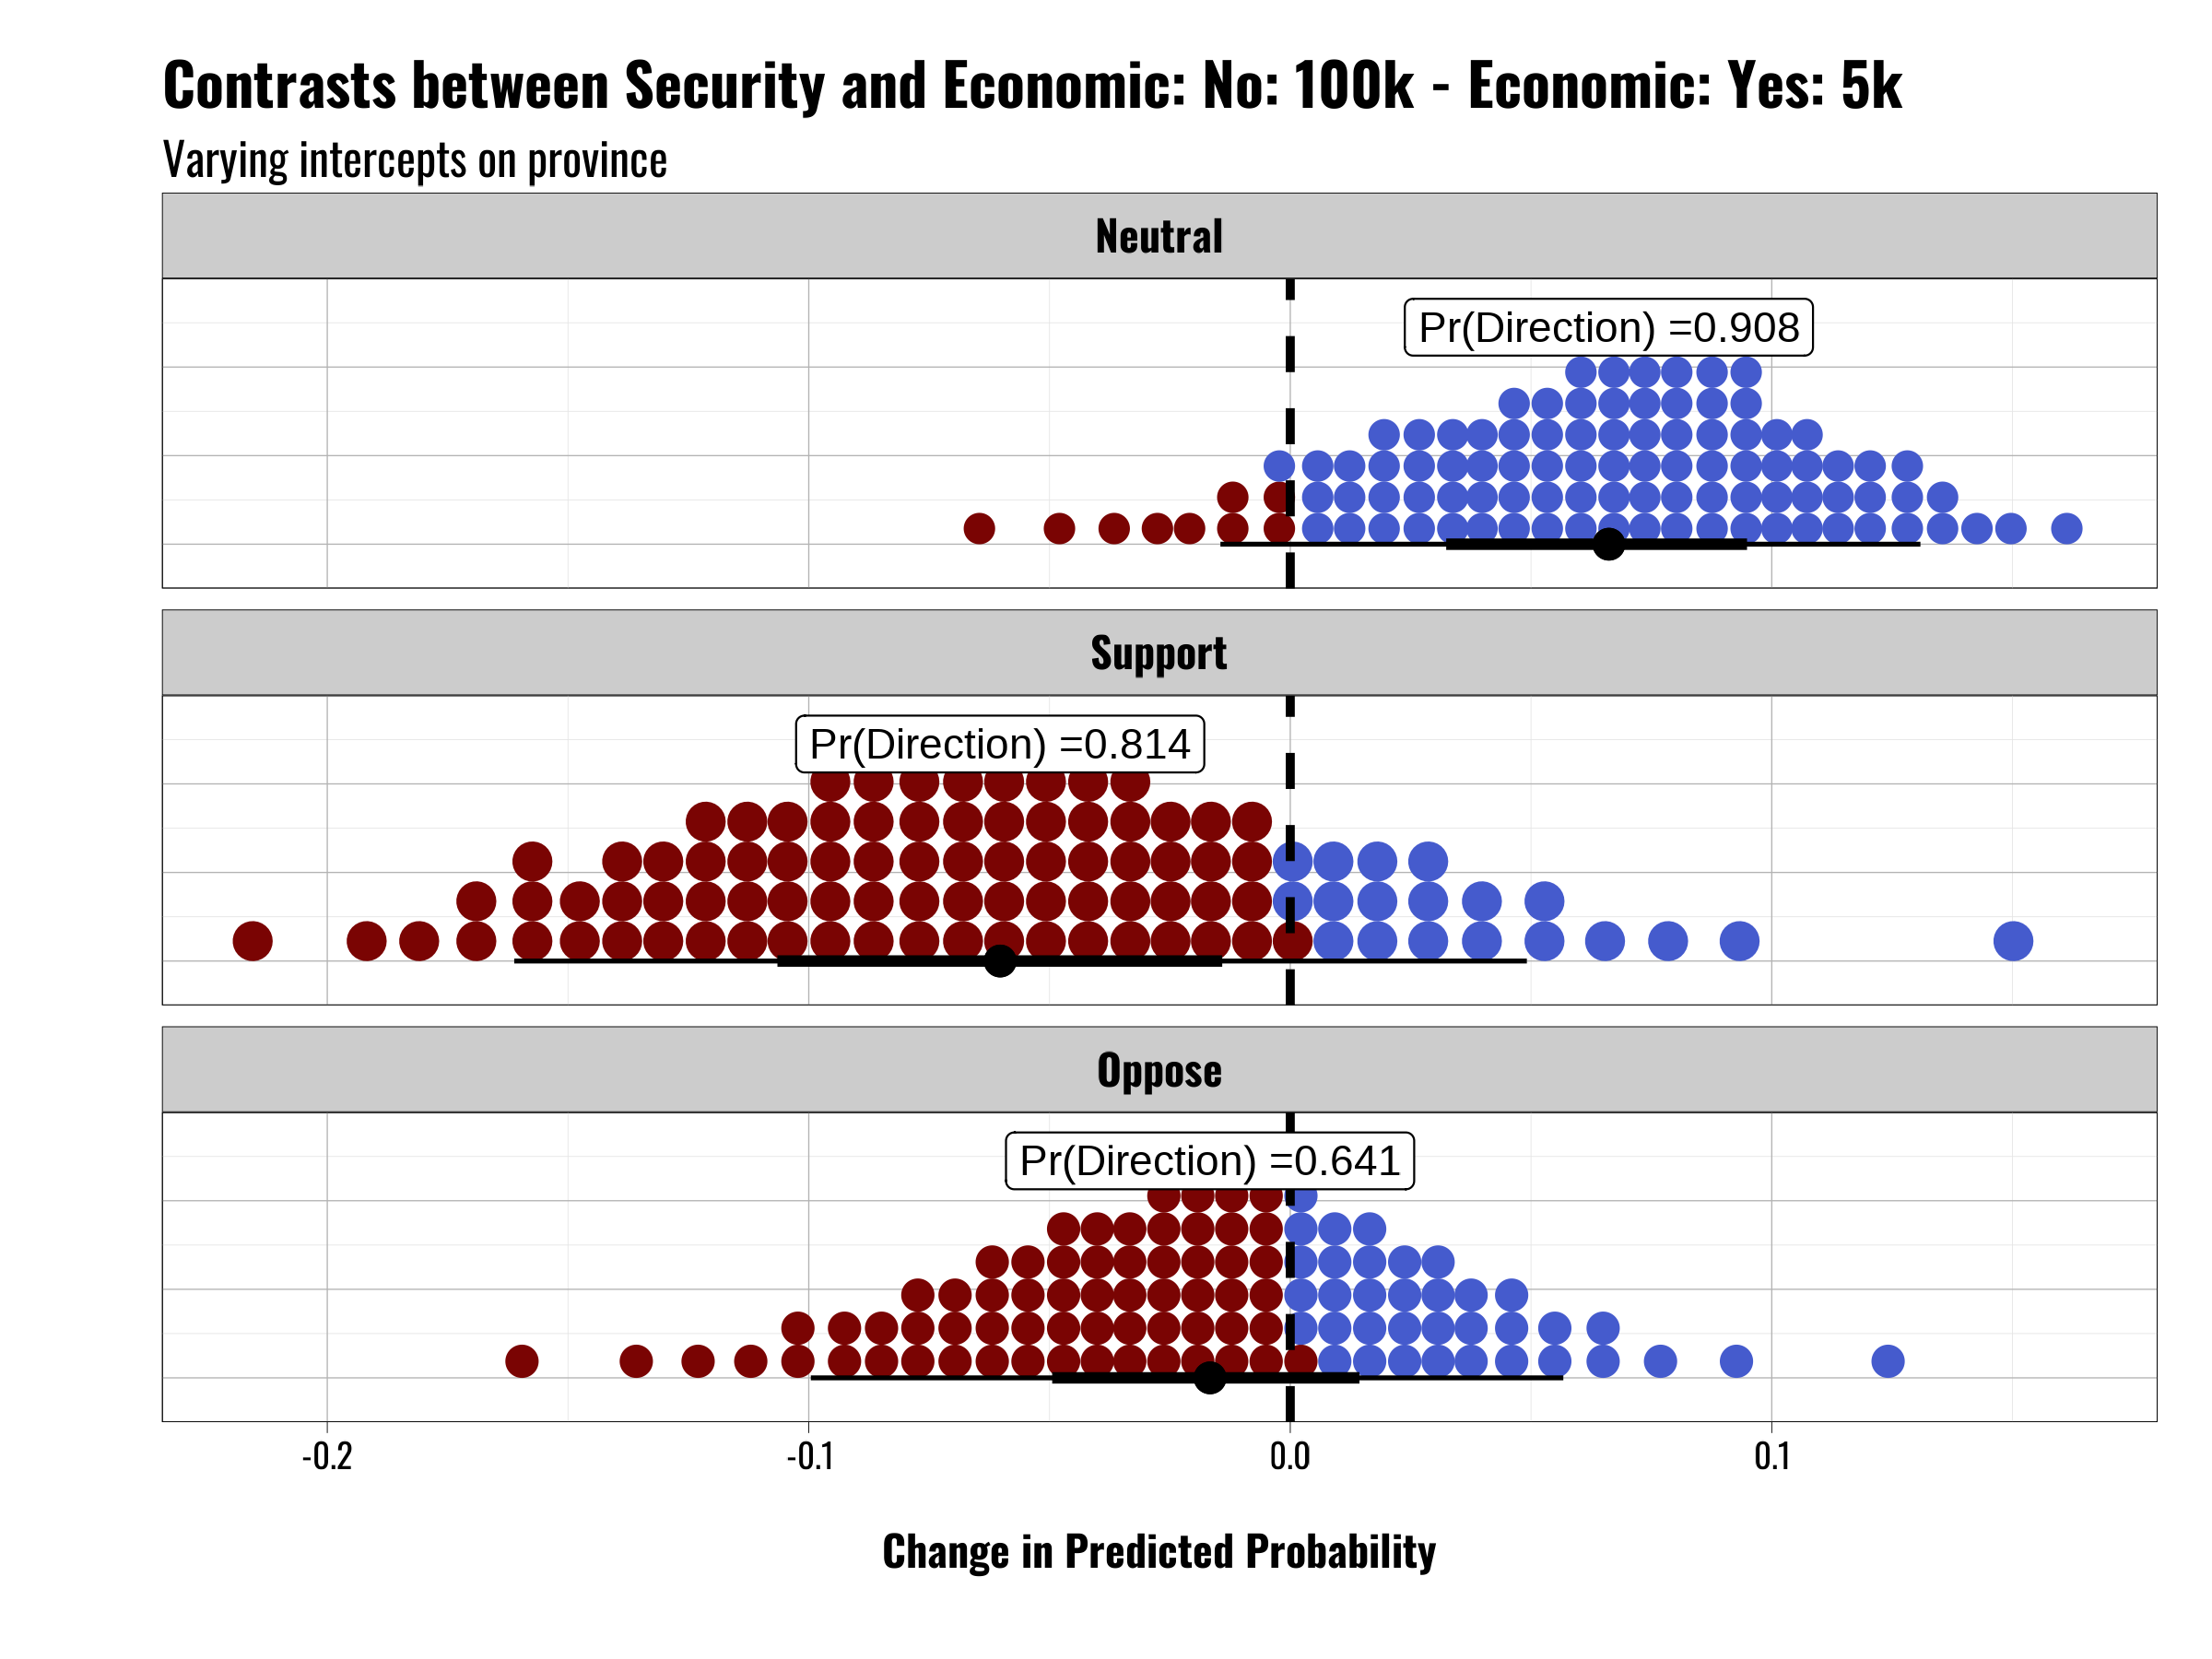 Contrasts between Security and Economic: No: 100k - Economic: Yes: 5k
Varying intercepts on province
Neutral
Pr(Direction) =0.908
Support
Pr(Direction) =0.814
Oppose
Pr(Direction) =0.641
-0.2 -0.1 0.0 0.1
Change in Predicted Probability